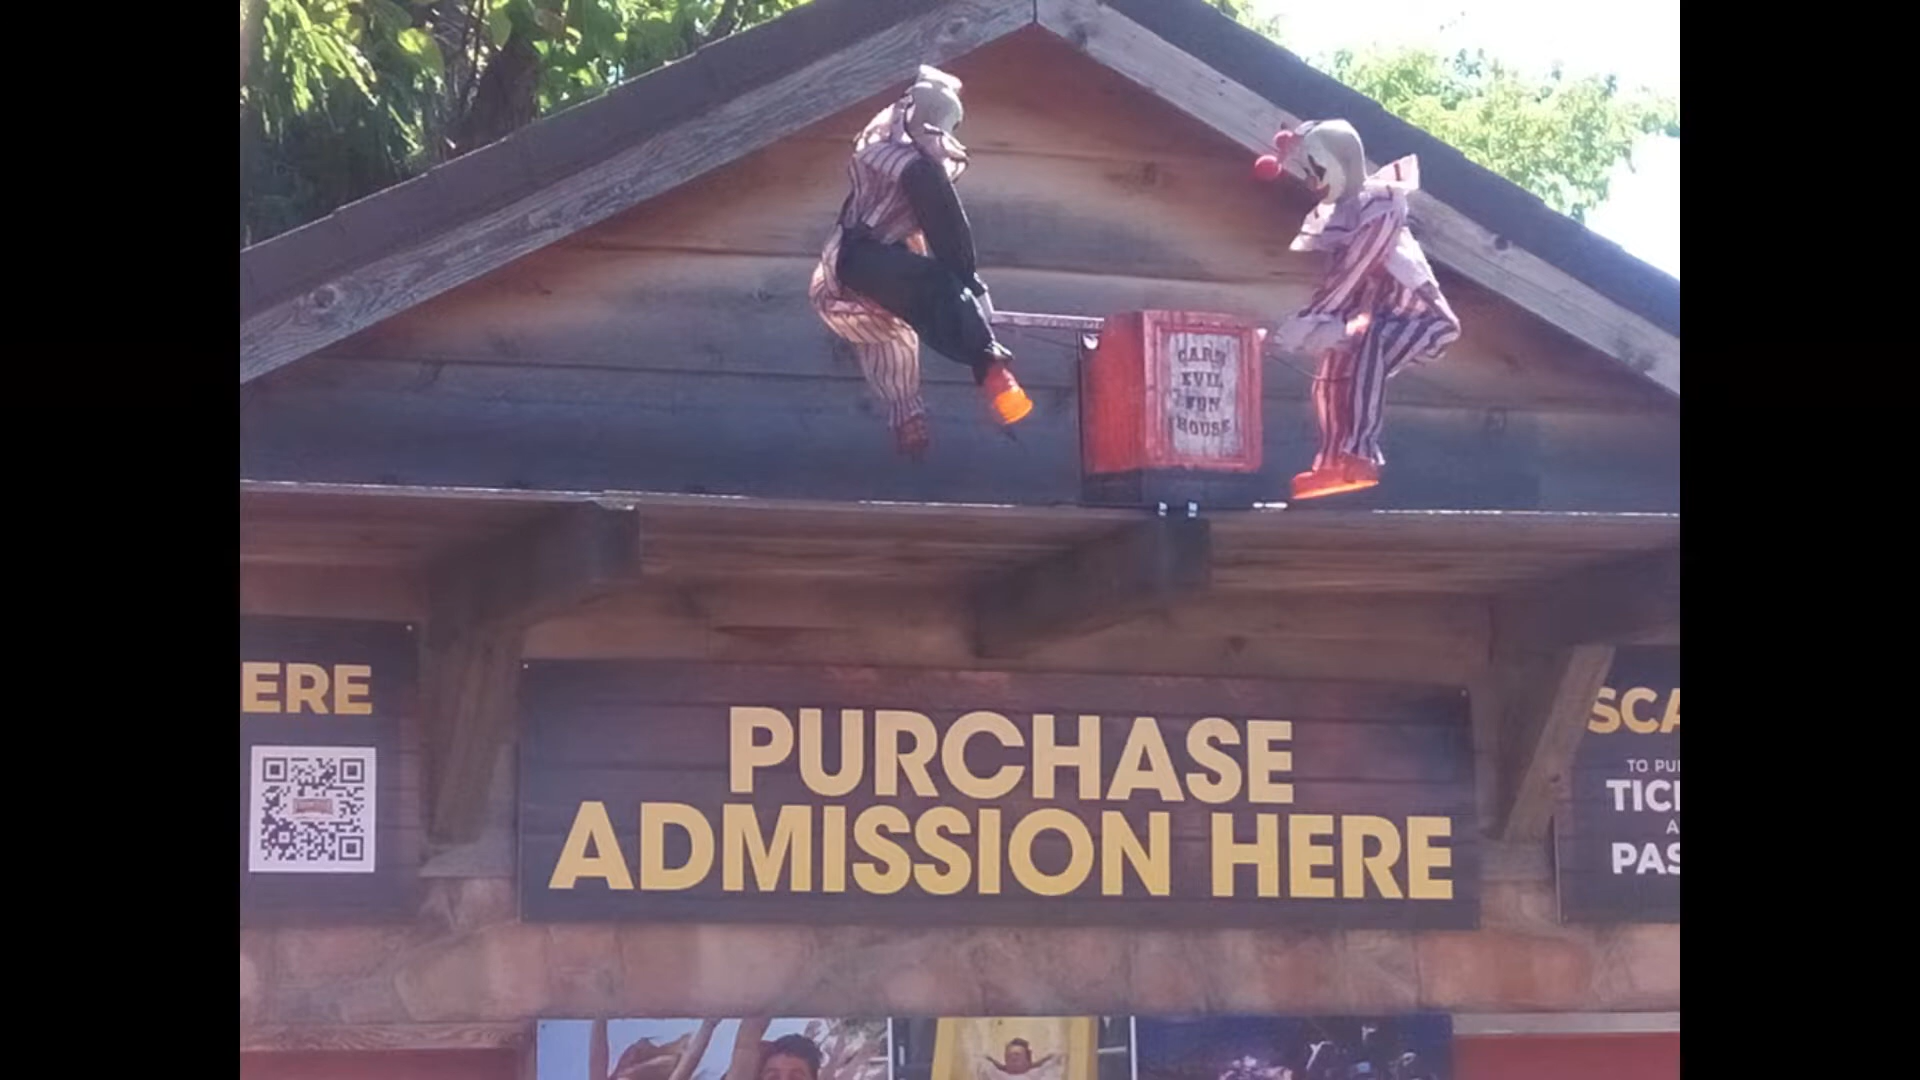 CARN
EVIL
FUN
HOUSE
ERE
PURCHASE
ADMISSION HERE
SCA
TO PU
TIC
A
PAS